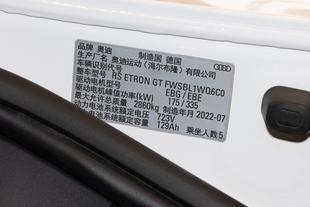 品牌 奥迪 制造国 德国
生产厂名 奥迪运动（海尔布隆）有限公司
车辆识别代号
整车型号 RS ETRON GT FWSBL1WQ6C0
驱动电机型号 EBG / EBE
驱动电机峰值功率(kW) 175 / 335
最大允许总质量 2860kg 制造年月 2022-07
动力电池系统额定电压 723V
动力电池系统额定容量 129Ah 乘坐人数 5